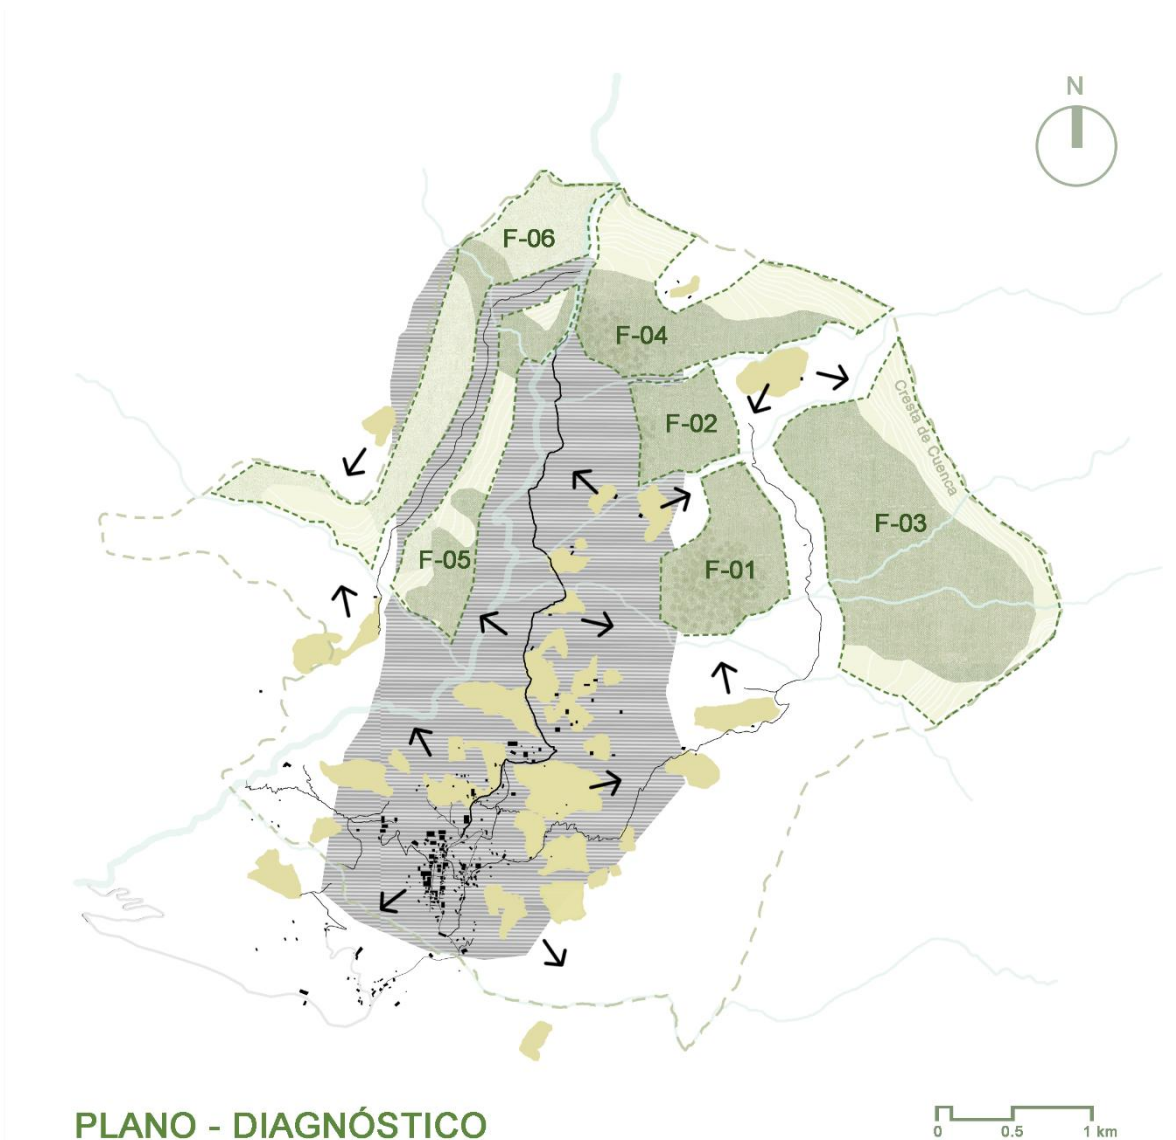 N
F-06
F-04
F-02
Cresta de Cuenca
F-03
F-05
F-01
PLANO - DIAGNÓSTICO
0 0.5 1 km